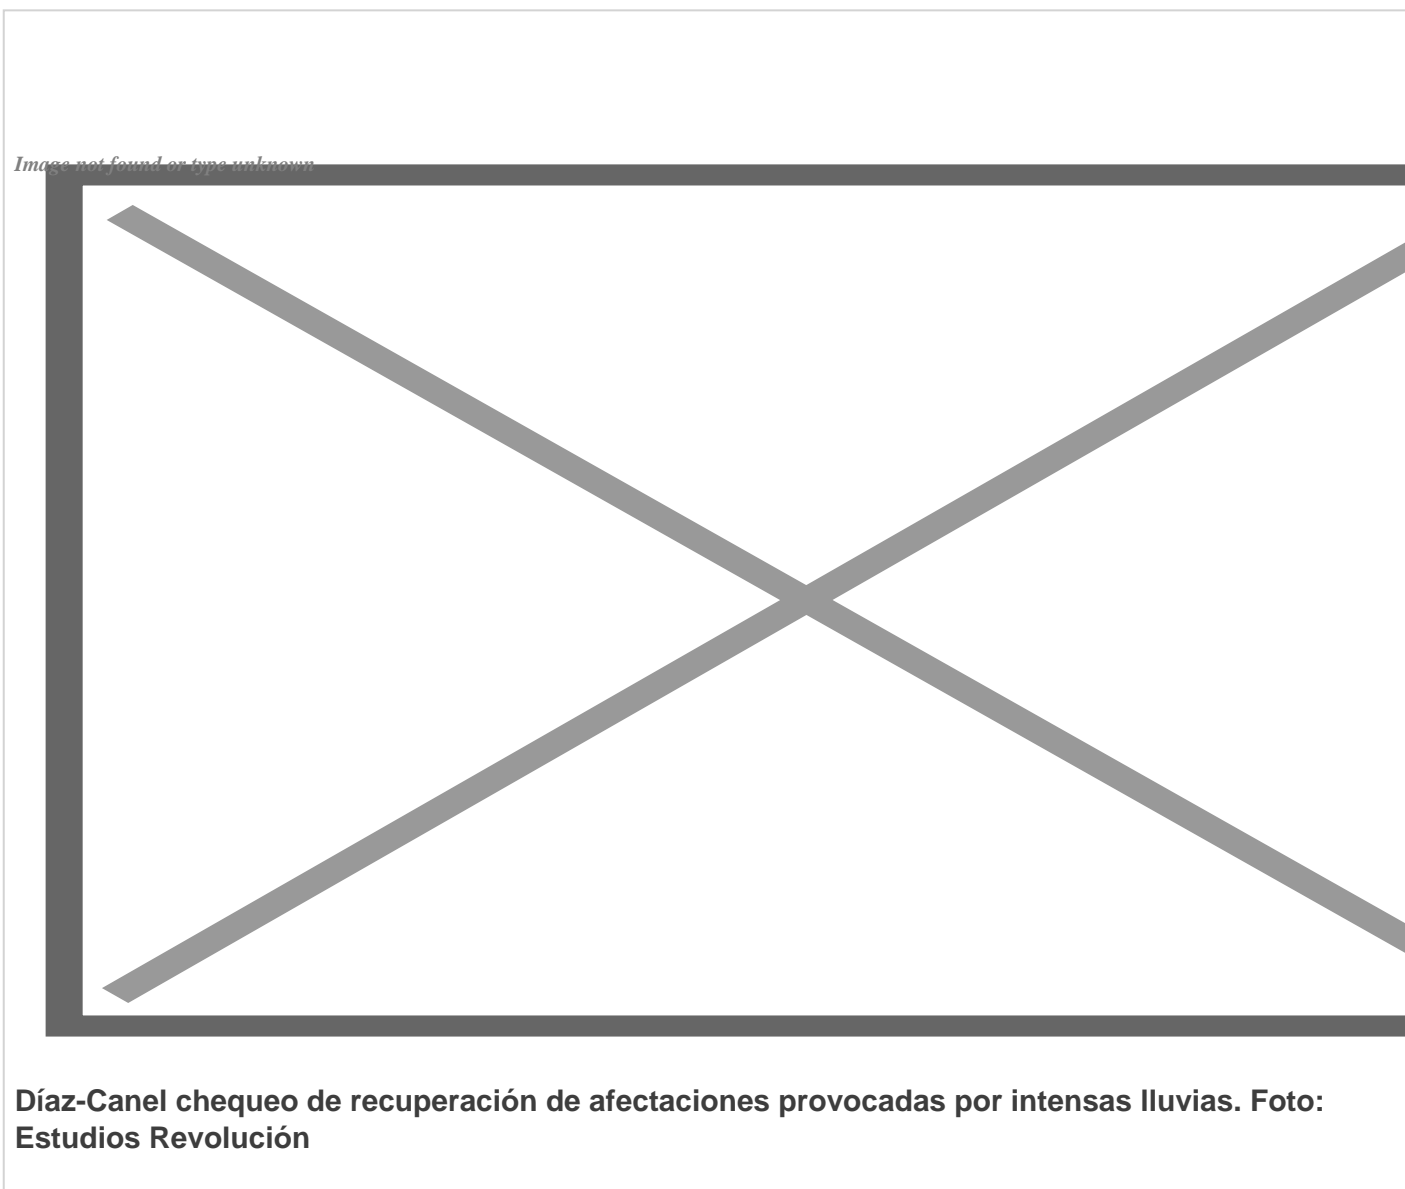 Image not found or type unknown
Díaz-Canel chequeo de recuperación de afectaciones provocadas por intensas lluvias. Foto:
Estudios Revolución